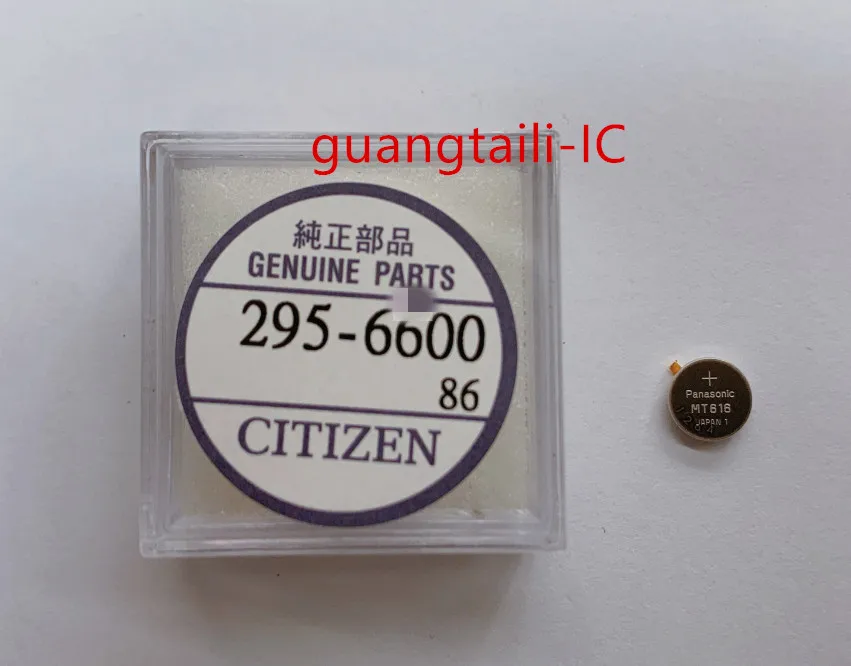 guangtaili-IC
純正部品
GENUINE PARTS
295-6600
86
CITIZEN
+
Panasonic
MT616
JAPAN 1